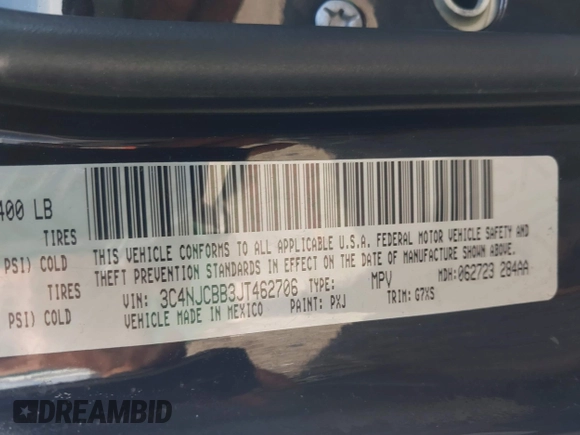 400 LB
TIRES
PSI) COLD
TIRES
PSI) COLD
THIS VEHICLE CONFORMS TO ALL APPLICABLE U.S.A. FEDERAL MOTOR VEHICLE SAFETY AND
THEFT PREVENTION STANDARDS IN EFFECT ON THE DATE OF MANUFACTURE SHOWN ABOVE.
VIN: 3C4NJCBB3JT462706 TYPE: MPV MDH: 062723 284AA
VEHICLE MADE IN MEXICO PAINT: PXJ TRIM: G7XS
DREAMBID